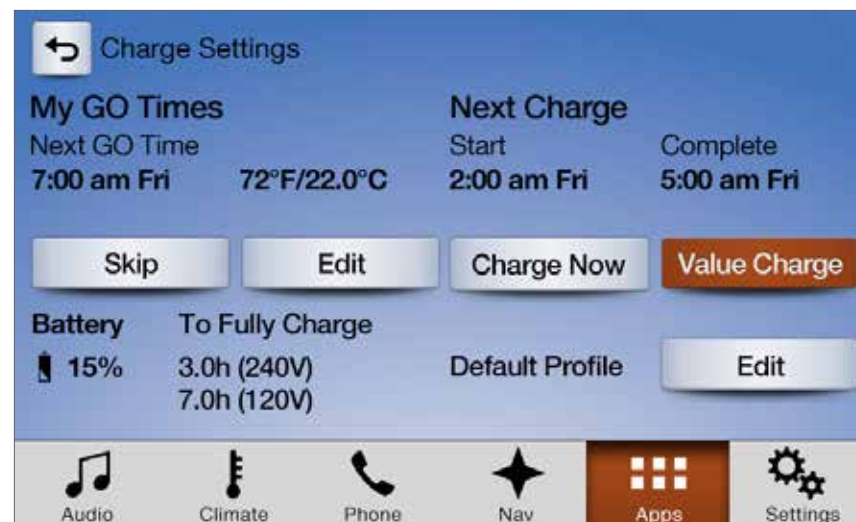 Charge Settings
My GO Times
Next GO Time
7:00 am Fri 72°F/22.0°C
Next Charge
Start Complete
2:00 am Fri 5:00 am Fri
Skip Edit Charge Now Value Charge
Battery To Fully Charge
15% 3.0h (240V)
7.0h (120V)
Default Profile Edit
Audio Climate Phone Nav Apps Settings